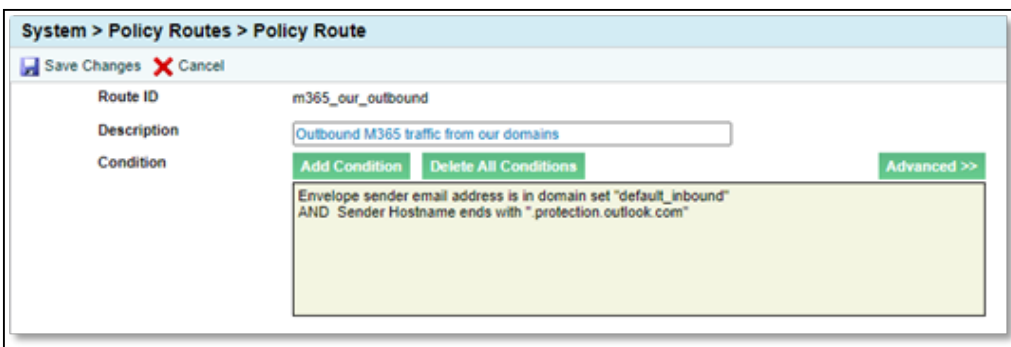 System > Policy Routes > Policy Route
Save Changes Cancel
Route ID m365_our_outbound
Description Outbound M365 traffic from our domains
Condition Add Condition Delete All Conditions Advanced >>
Envelope sender email address is in domain set "default_inbound"
AND Sender Hostname ends with ".protection.outlook.com"